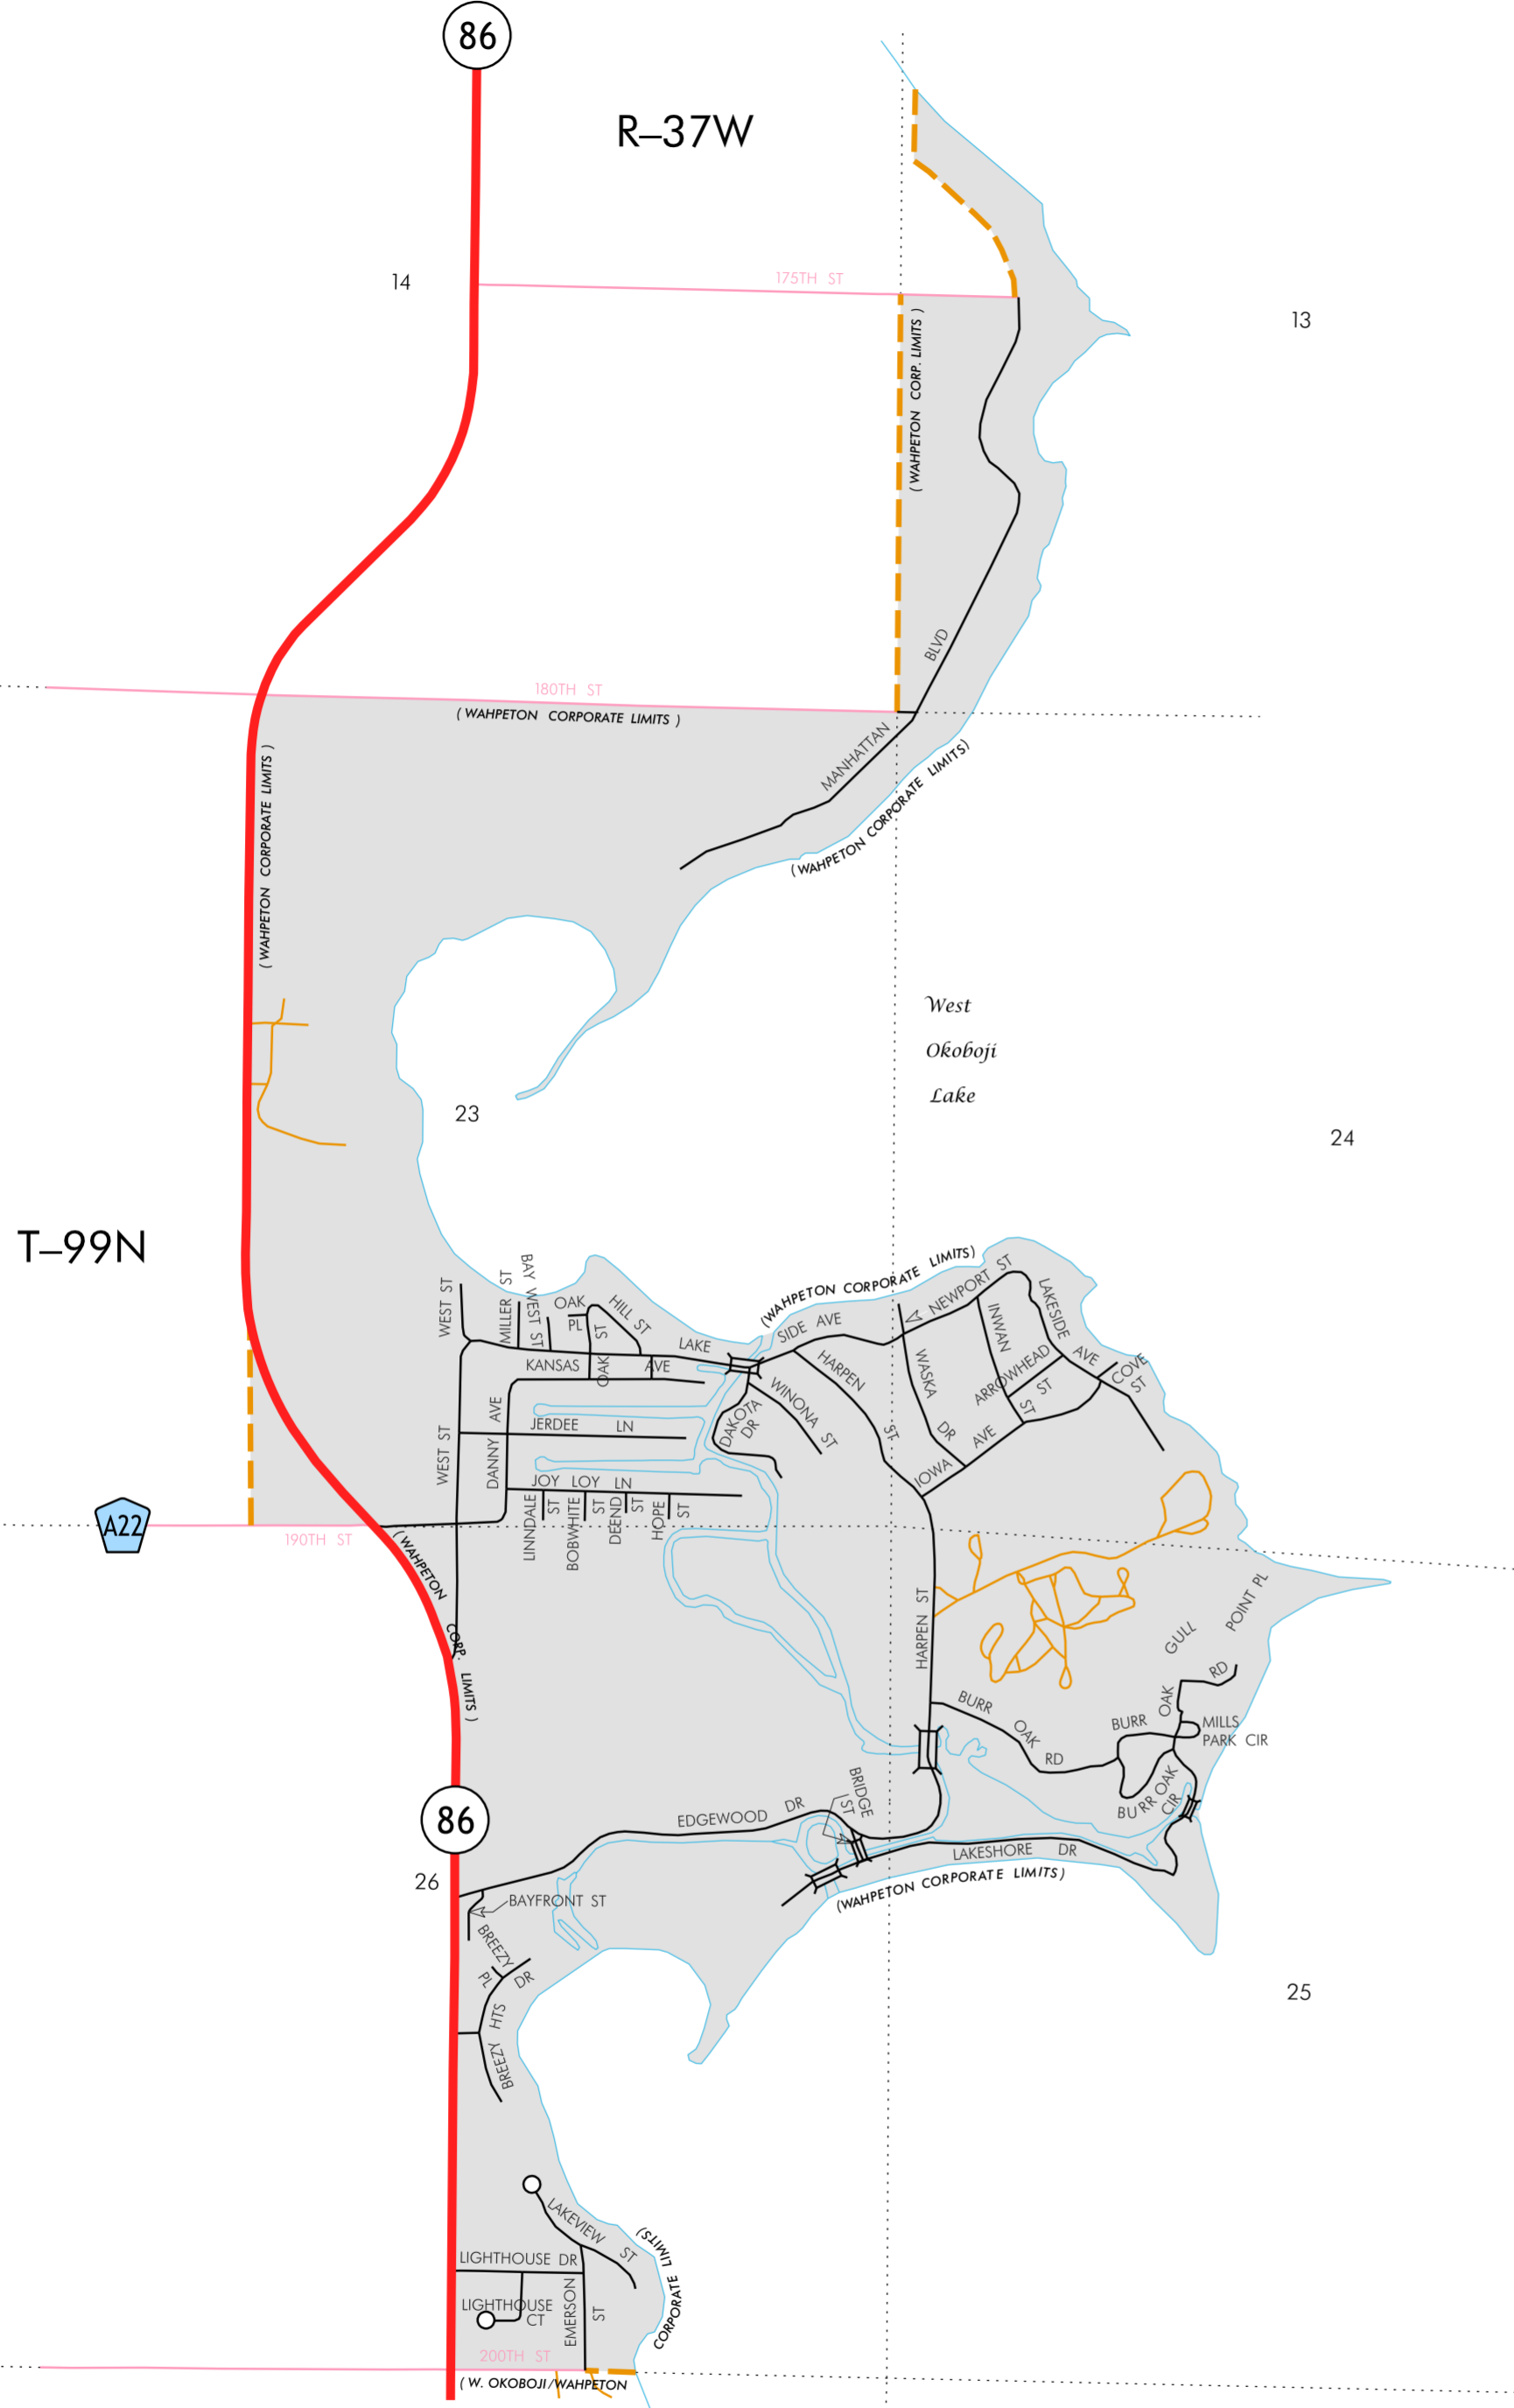 86
R–37W
14
175TH ST
13
( WAHPETON CORP. LIMITS )
BLVD
180TH ST
( WAHPETON CORPORATE LIMITS )
MANHATTAN
( WAHPETON CORPORATE LIMITS )
(WAHPETON CORPORATE LIMITS)
West
Okoboji
Lake
23
24
T–99N
(WAHPETON CORPORATE LIMITS)
WEST ST
MILLER ST
BAY WEST ST
OAK
PL
HILL ST
OAK ST
LAKE
SIDE AVE
NEWPORT ST
LAKESIDE
AVE
INWAN
ST
KANSAS AVE
HARPEN
ST
WASKA
DR
ARROWHEAD
ST
COVE
ST
WINONA ST
DAKOTA
DR
WEST ST
DANNY AVE
JERDEE LN
IOWA AVE
JOY LOY LN
LINNDALE
ST
BOBWHITE
ST
DEEND
ST
HOPE
ST
A22
190TH ST
( WAHPETON CORP. LIMITS )
HARPEN ST
GULL
POINT PL
BURR
OAK
RD
BURR
OAK
RD
MILLS
PARK CIR
BURR OAK
CIR
86
BRIDGE
ST
EDGEWOOD DR
LAKESHORE DR
(WAHPETON CORPORATE LIMITS)
26
BAYFRONT ST
BREEZY
PL
DR
BREEZY HTS
25
LAKEVIEW
ST
LIGHTHOUSE DR
LIGHTHOUSE
CT
EMERSON
ST
CORPORATE LIMITS)
200TH ST
( W. OKOBOJI/WAHPETON